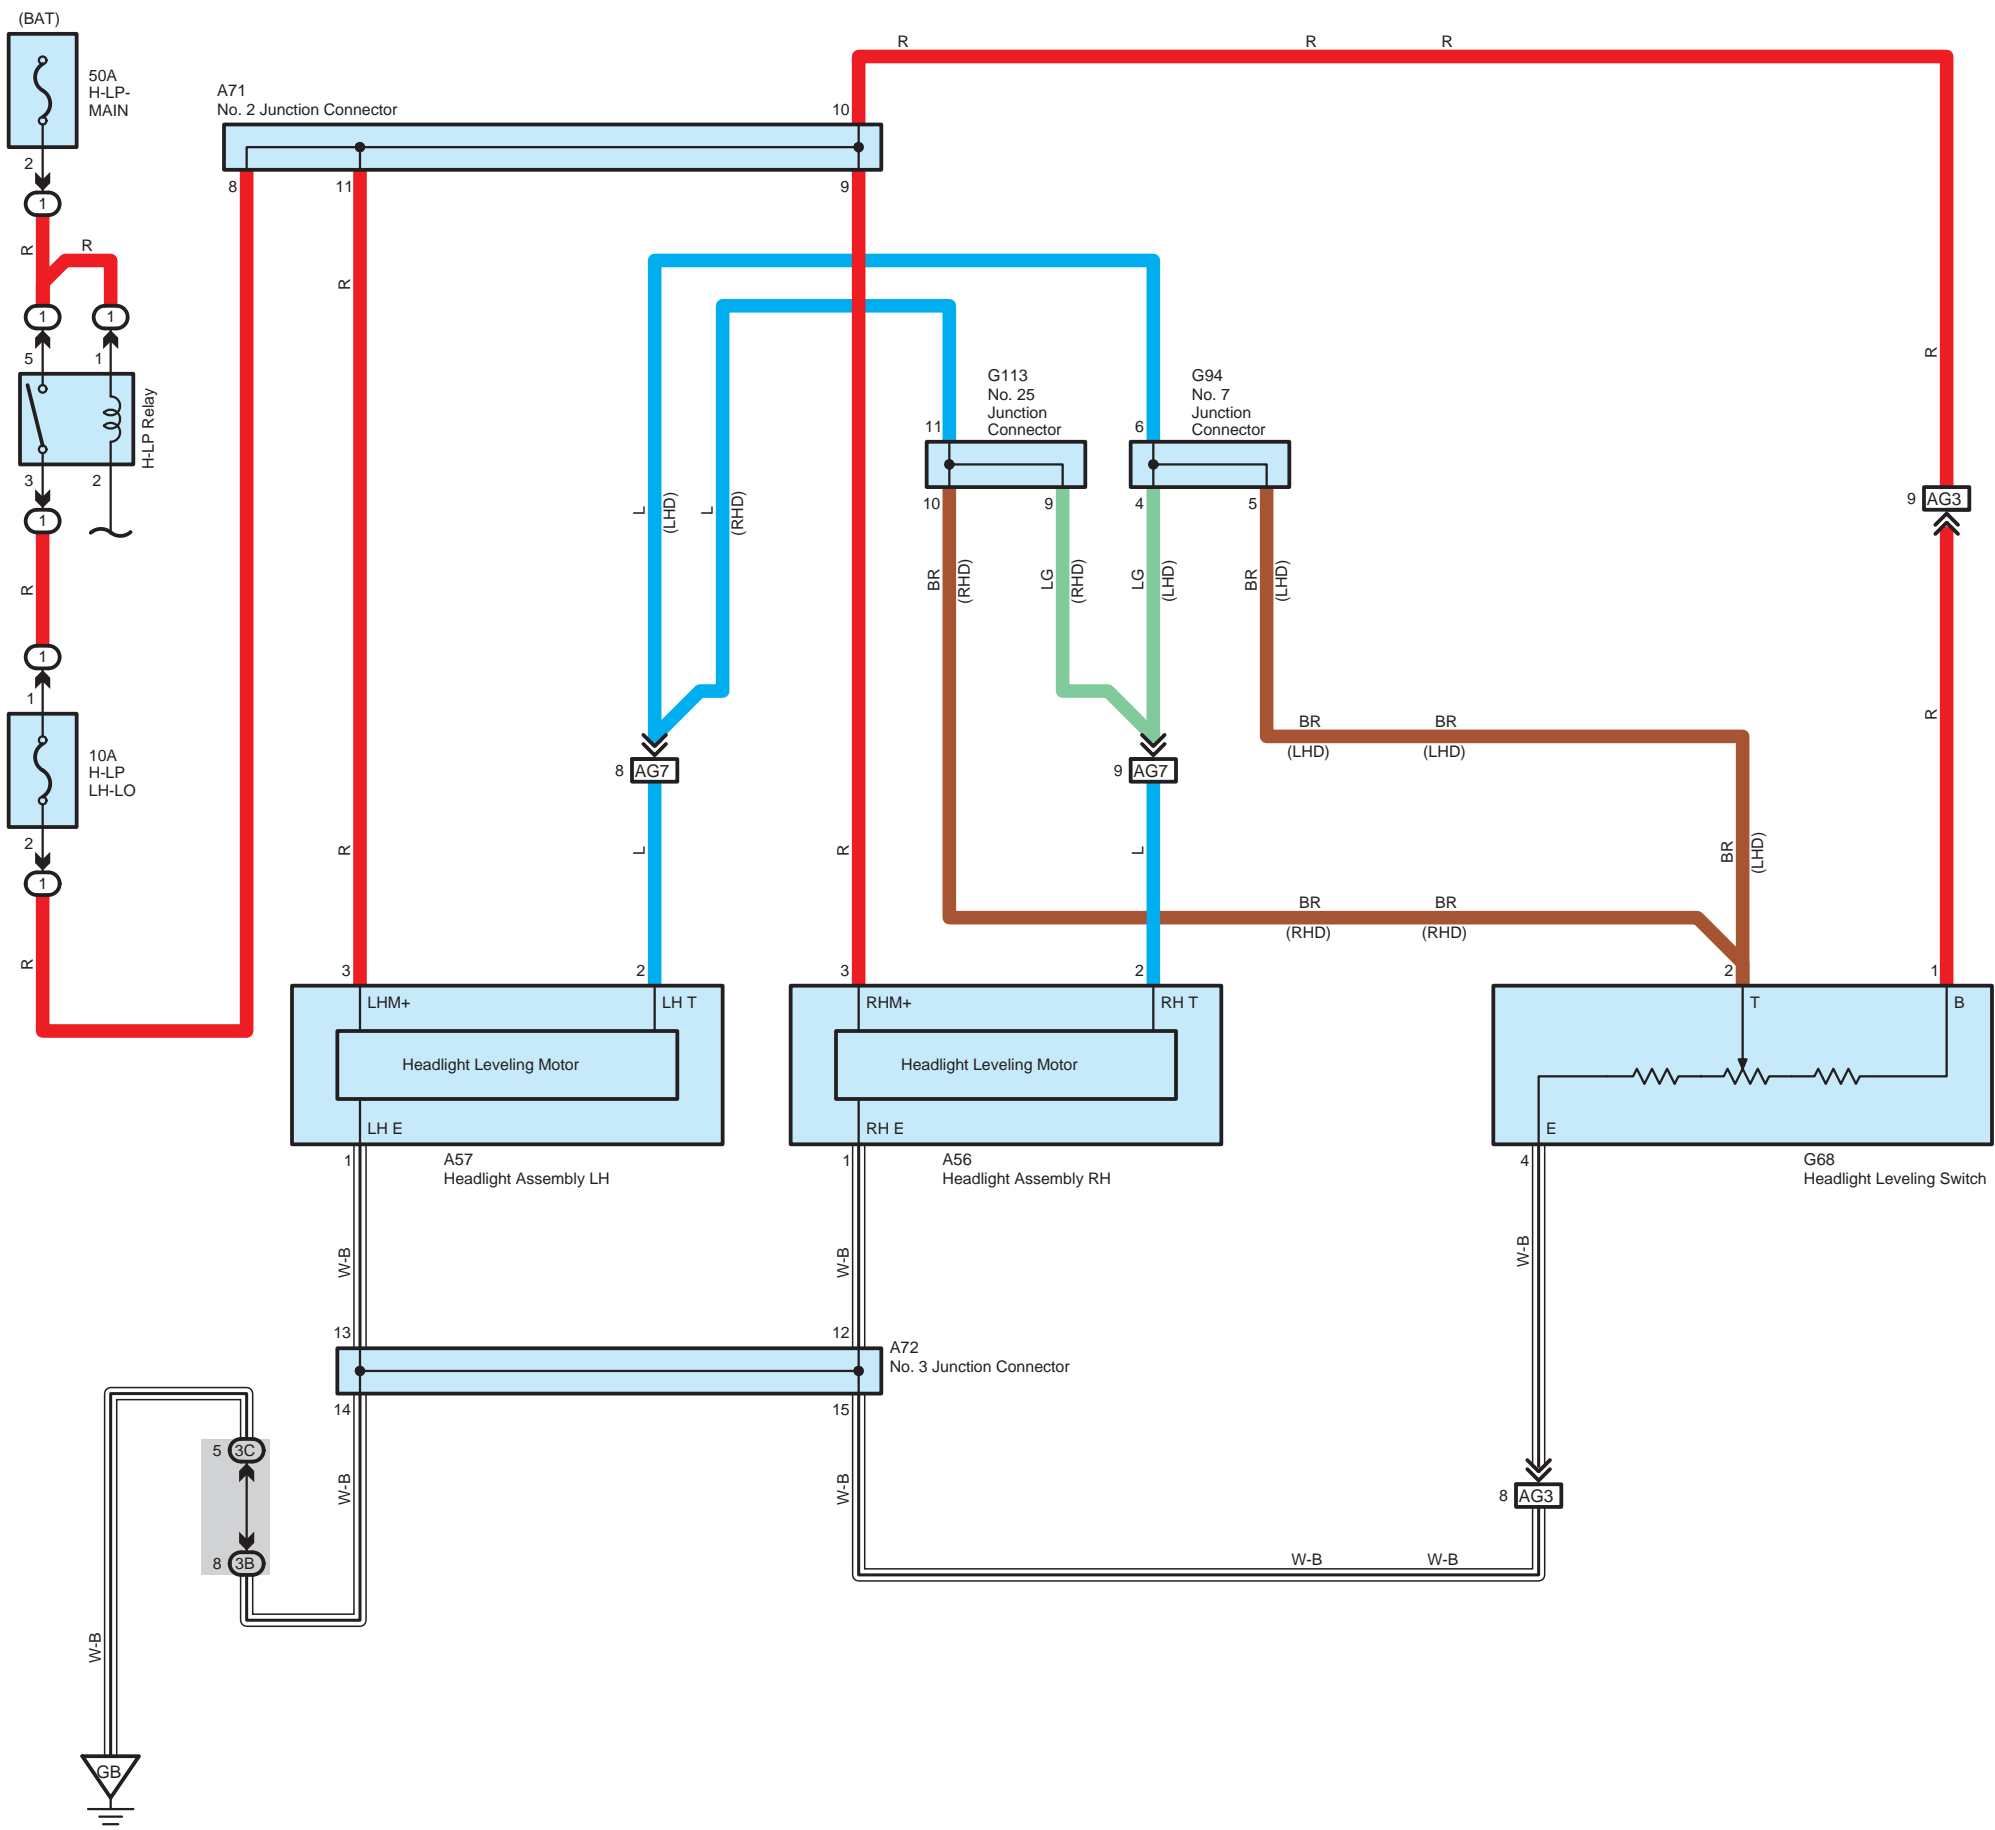 (BAT)
50A
H-LP-
MAIN
2
1
R
R
1
1
5
1
H-LP Relay
3
2
1
R
1
1
10A
H-LP
LH-LO
2
1
R
A71
No. 2 Junction Connector
10
8
11
9
R
R
R
R
R
R
L
(LHD)
L
(RHD)
G113
No. 25
Junction
Connector
G94
No. 7
Junction
Connector
11
6
10
9
4
5
BR
(RHD)
LG
(RHD)
LG
(LHD)
BR
(LHD)
9 AG3
R
BR
(LHD)
BR
(LHD)
8 AG7
9 AG7
R
L
R
L
BR
(LHD)
BR
(RHD)
BR
(RHD)
3
2
3
2
2
1
LHM+
LH T
RHM+
RH T
T
B
Headlight Leveling Motor
Headlight Leveling Motor
LH E
RH E
E
1
A57
Headlight Assembly LH
1
A56
Headlight Assembly RH
4
G68
Headlight Leveling Switch
W-B
W-B
W-B
13
12
A72
No. 3 Junction Connector
14
15
5 3C
W-B
W-B
8 AG3
8 3B
W-B
W-B
W-B
GB